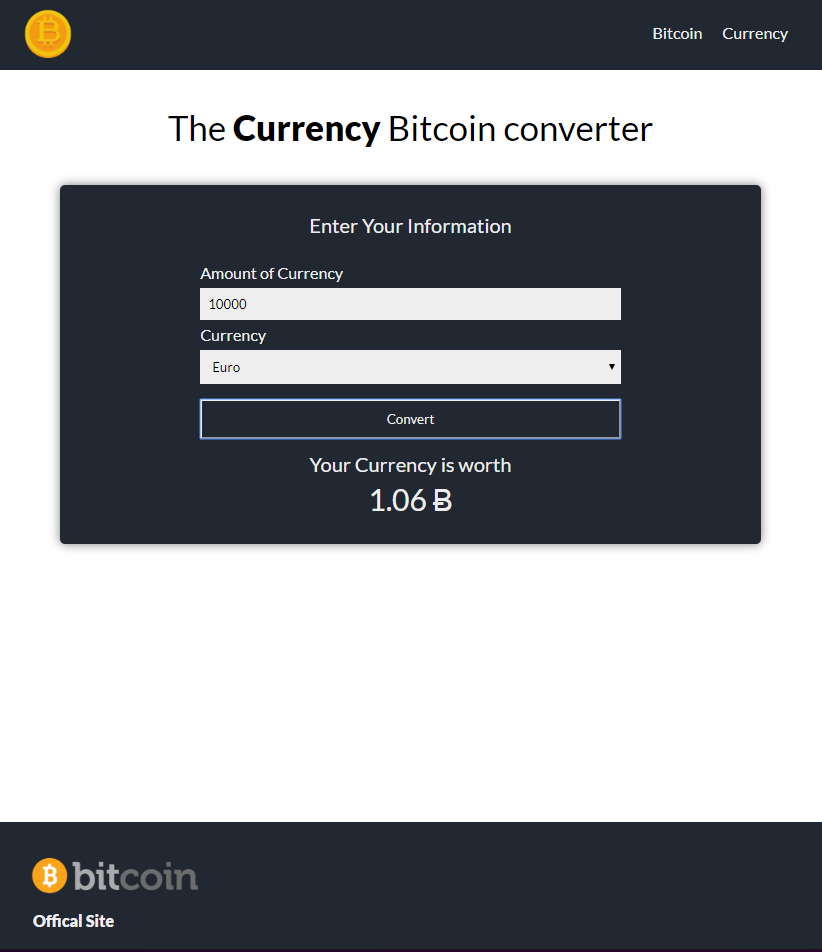 Bitcoin Currency
The Currency Bitcoin converter
Enter Your Information
Amount of Currency
10000
Currency
Euro
Convert
Your Currency is worth
1.06 Ƀ
bitcoin
Offical Site